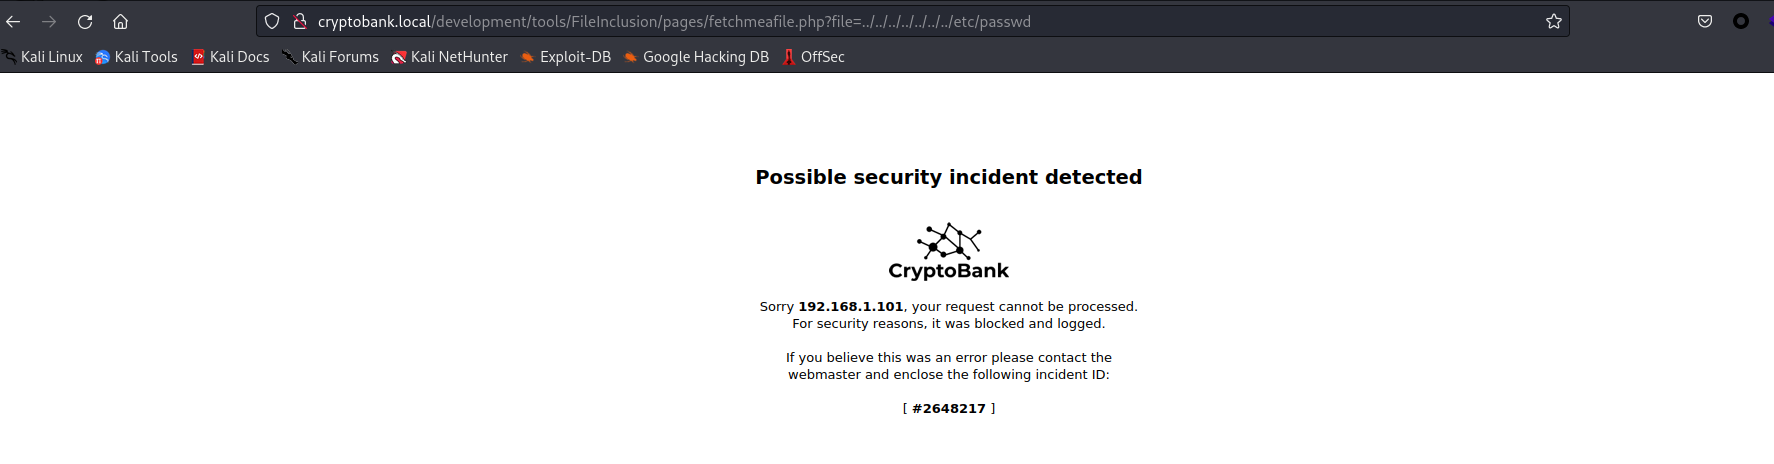 cryptobank.local/development/tools/FileInclusion/pages/fetchmeafile.php?file=../../../../../../../etc/passwd
Kali Linux Kali Tools Kali Docs Kali Forums Kali NetHunter Exploit-DB Google Hacking DB OffSec
Possible security incident detected
CryptoBank
Sorry 192.168.1.101, your request cannot be processed.
For security reasons, it was blocked and logged.
If you believe this was an error please contact the
webmaster and enclose the following incident ID:
[ #2648217 ]